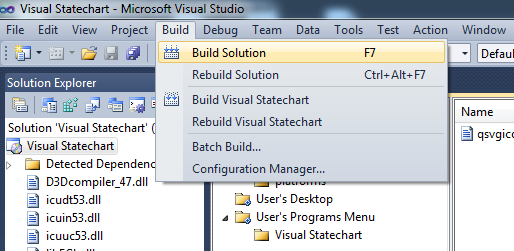 Visual Statechart - Microsoft Visual Studio
File Edit View Project Build Debug Team Data Tools Test Action Window
Build Solution F7
Rebuild Solution Ctrl+Alt+F7
Build Visual Statechart
Rebuild Visual Statechart
Batch Build...
Configuration Manager...
Defau
Solution Explorer
Solution 'Visual Statechart' (
Visual Statechart
Detected Dependenc
D3Dcompiler_47.dll
icudt53.dll
icuin53.dll
icuuc53.dll
Name
qsvgicc
platforms
User's Desktop
User's Programs Menu
Visual Statechart